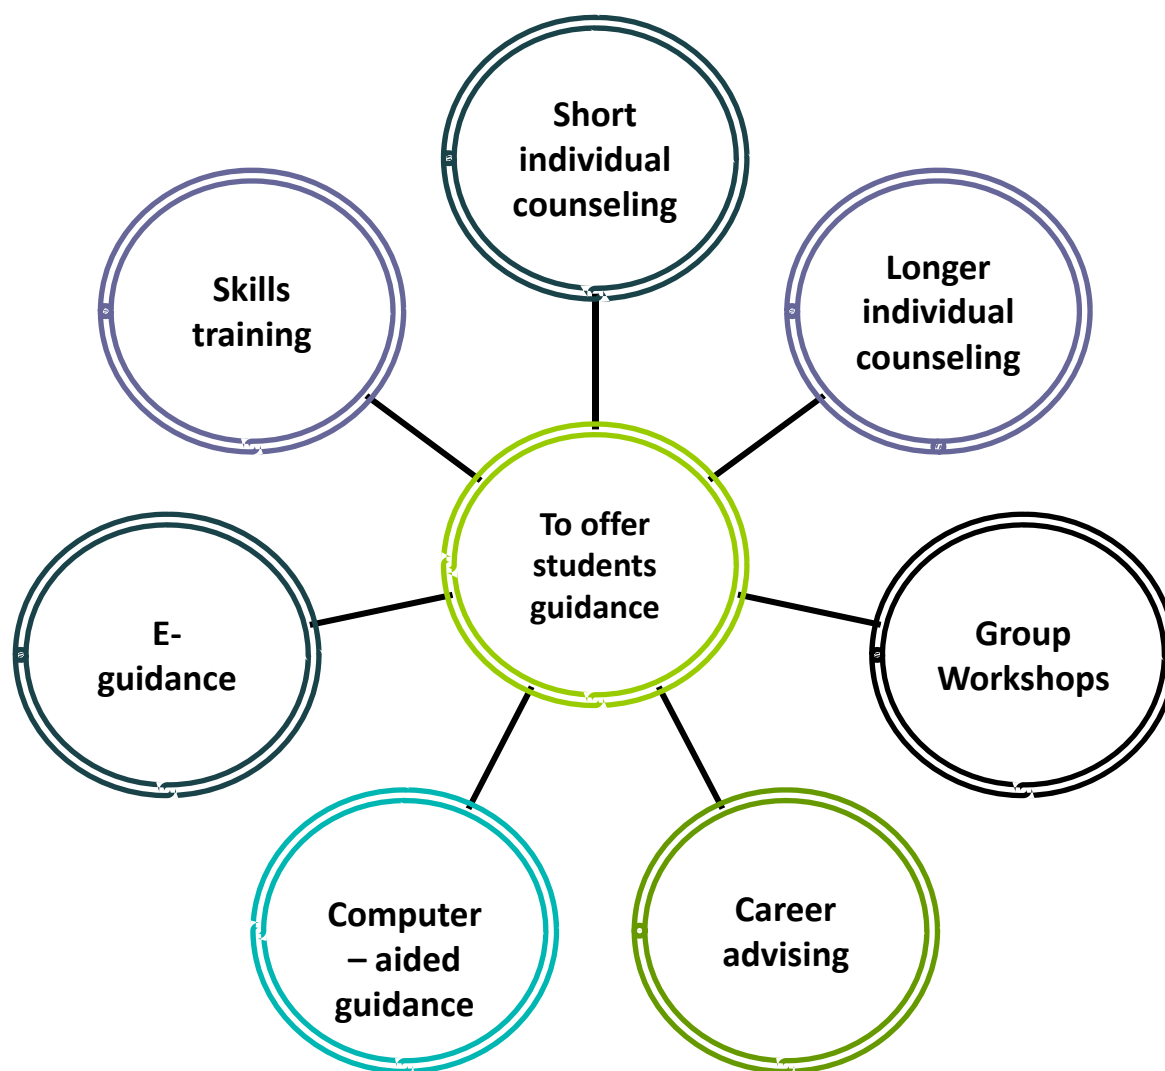 Short
individual
counseling
Longer
individual
counseling
Group
Workshops
Career
advising
Computer
– aided
guidance
E-
guidance
Skills
training
To offer
students
guidance